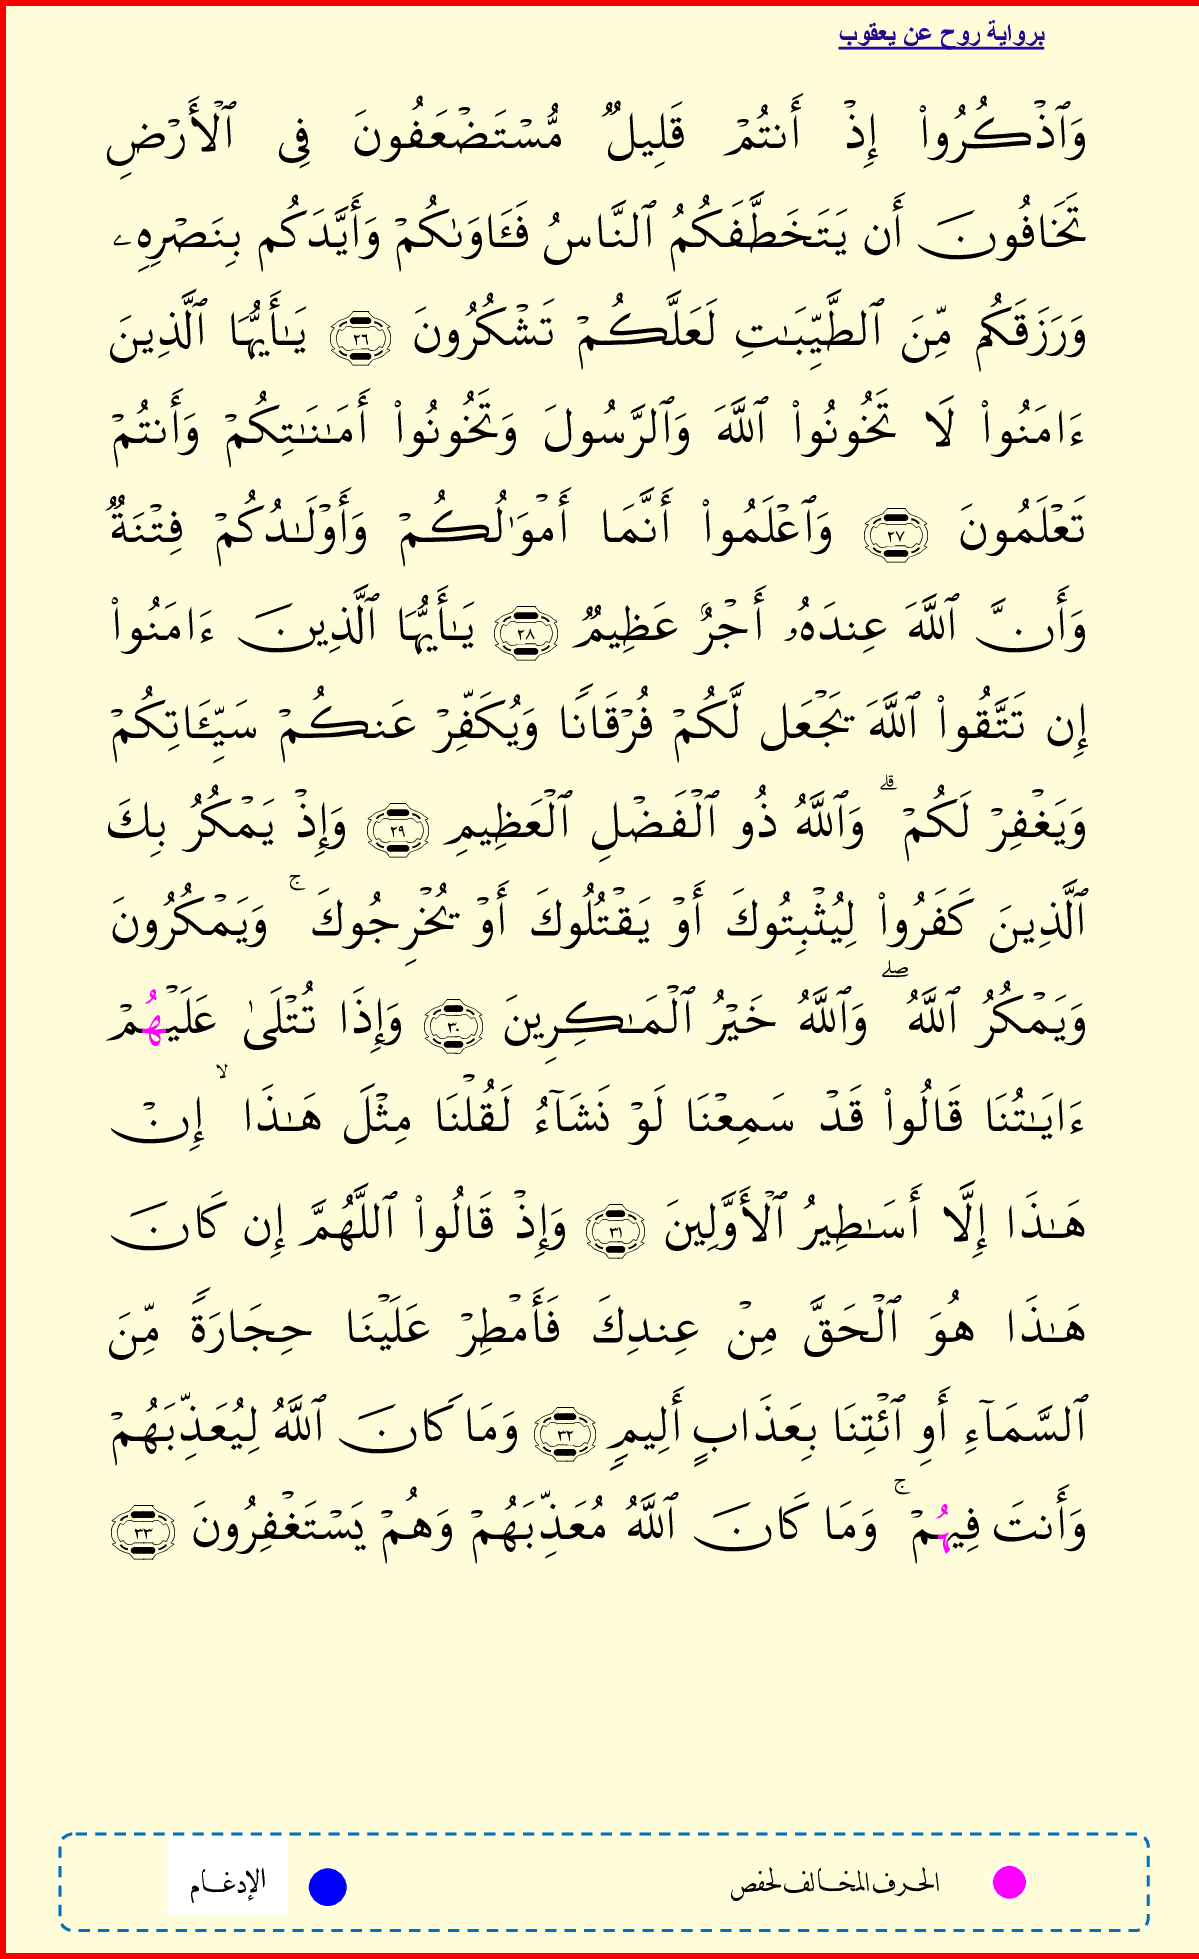 برواية روح عن يعقوب
وَٱذۡكُرُواْ إِذۡ أَنتُمۡ قَلِيلٞ مُّسۡتَضۡعَفُونَ فِي ٱلۡأَرۡضِ
تَخَافُونَ أَن يَتَخَطَّفَكُمُ ٱلنَّاسُ فَـَٔاوَىٰكُمۡ وَأَيَّدَكُم بِنَصۡرِهِۦ
وَرَزَقَكُم مِّنَ ٱلطَّيِّبَٰتِ لَعَلَّكُمۡ تَشۡكُرُونَ ٢٦ يَٰٓأَيُّهَا ٱلَّذِينَ
ءَامَنُواْ لَا تَخُونُواْ ٱللَّهَ وَٱلرَّسُولَ وَتَخُونُوٓاْ أَمَٰنَٰتِكُمۡ وَأَنتُمۡ
تَعۡلَمُونَ ٢٧ وَٱعۡلَمُوٓاْ أَنَّمَآ أَمۡوَٰلُكُمۡ وَأَوۡلَٰدُكُمۡ فِتۡنَةٞ
وَأَنَّ ٱللَّهَ عِندَهُۥٓ أَجۡرٌ عَظِيمٞ ٢٨ يَٰٓأَيُّهَا ٱلَّذِينَ ءَامَنُوٓاْ
إِن تَتَّقُواْ ٱللَّهَ يَجۡعَل لَّكُمۡ فُرۡقَانٗا وَيُكَفِّرۡ عَنكُمۡ سَيِّـَٔاتِكُمۡ
وَيَغۡفِرۡ لَكُمۡۗ وَٱللَّهُ ذُو ٱلۡفَضۡلِ ٱلۡعَظِيمِ ٢٩ وَإِذۡ يَمۡكُرُ بِكَ
ٱلَّذِينَ كَفَرُواْ لِيُثۡبِتُوكَ أَوۡ يَقۡتُلُوكَ أَوۡ يُخۡرِجُوكَۚ وَيَمۡكُرُونَ
وَيَمۡكُرُ ٱللَّهُۖ وَٱللَّهُ خَيۡرُ ٱلۡمَٰكِرِينَ ٣٠ وَإِذَا تُتۡلَىٰ عَلَيۡهُمۡ
ءَايَٰتُنَا قَالُواْ قَدۡ سَمِعۡنَا لَوۡ نَشَآءُ لَقُلۡنَا مِثۡلَ هَٰذَآۙ إِنۡ
هَٰذَآ إِلَّآ أَسَٰطِيرُ ٱلۡأَوَّلِينَ ٣١ وَإِذۡ قَالُواْ ٱللَّهُمَّ إِن كَانَ
هَٰذَا هُوَ ٱلۡحَقَّ مِنۡ عِندِكَ فَأَمۡطِرۡ عَلَيۡنَا حِجَارَةٗ مِّنَ
ٱلسَّمَآءِ أَوِ ٱئۡتِنَا بِعَذَابٍ أَلِيمٖ ٣٢ وَمَا كَانَ ٱللَّهُ لِيُعَذِّبَهُمۡ
وَأَنتَ فِيهُمۡۚ وَمَا كَانَ ٱللَّهُ مُعَذِّبَهُمۡ وَهُمۡ يَسۡتَغۡفِرُونَ ٣٣
الحرف المخالف لحفص الإدغام